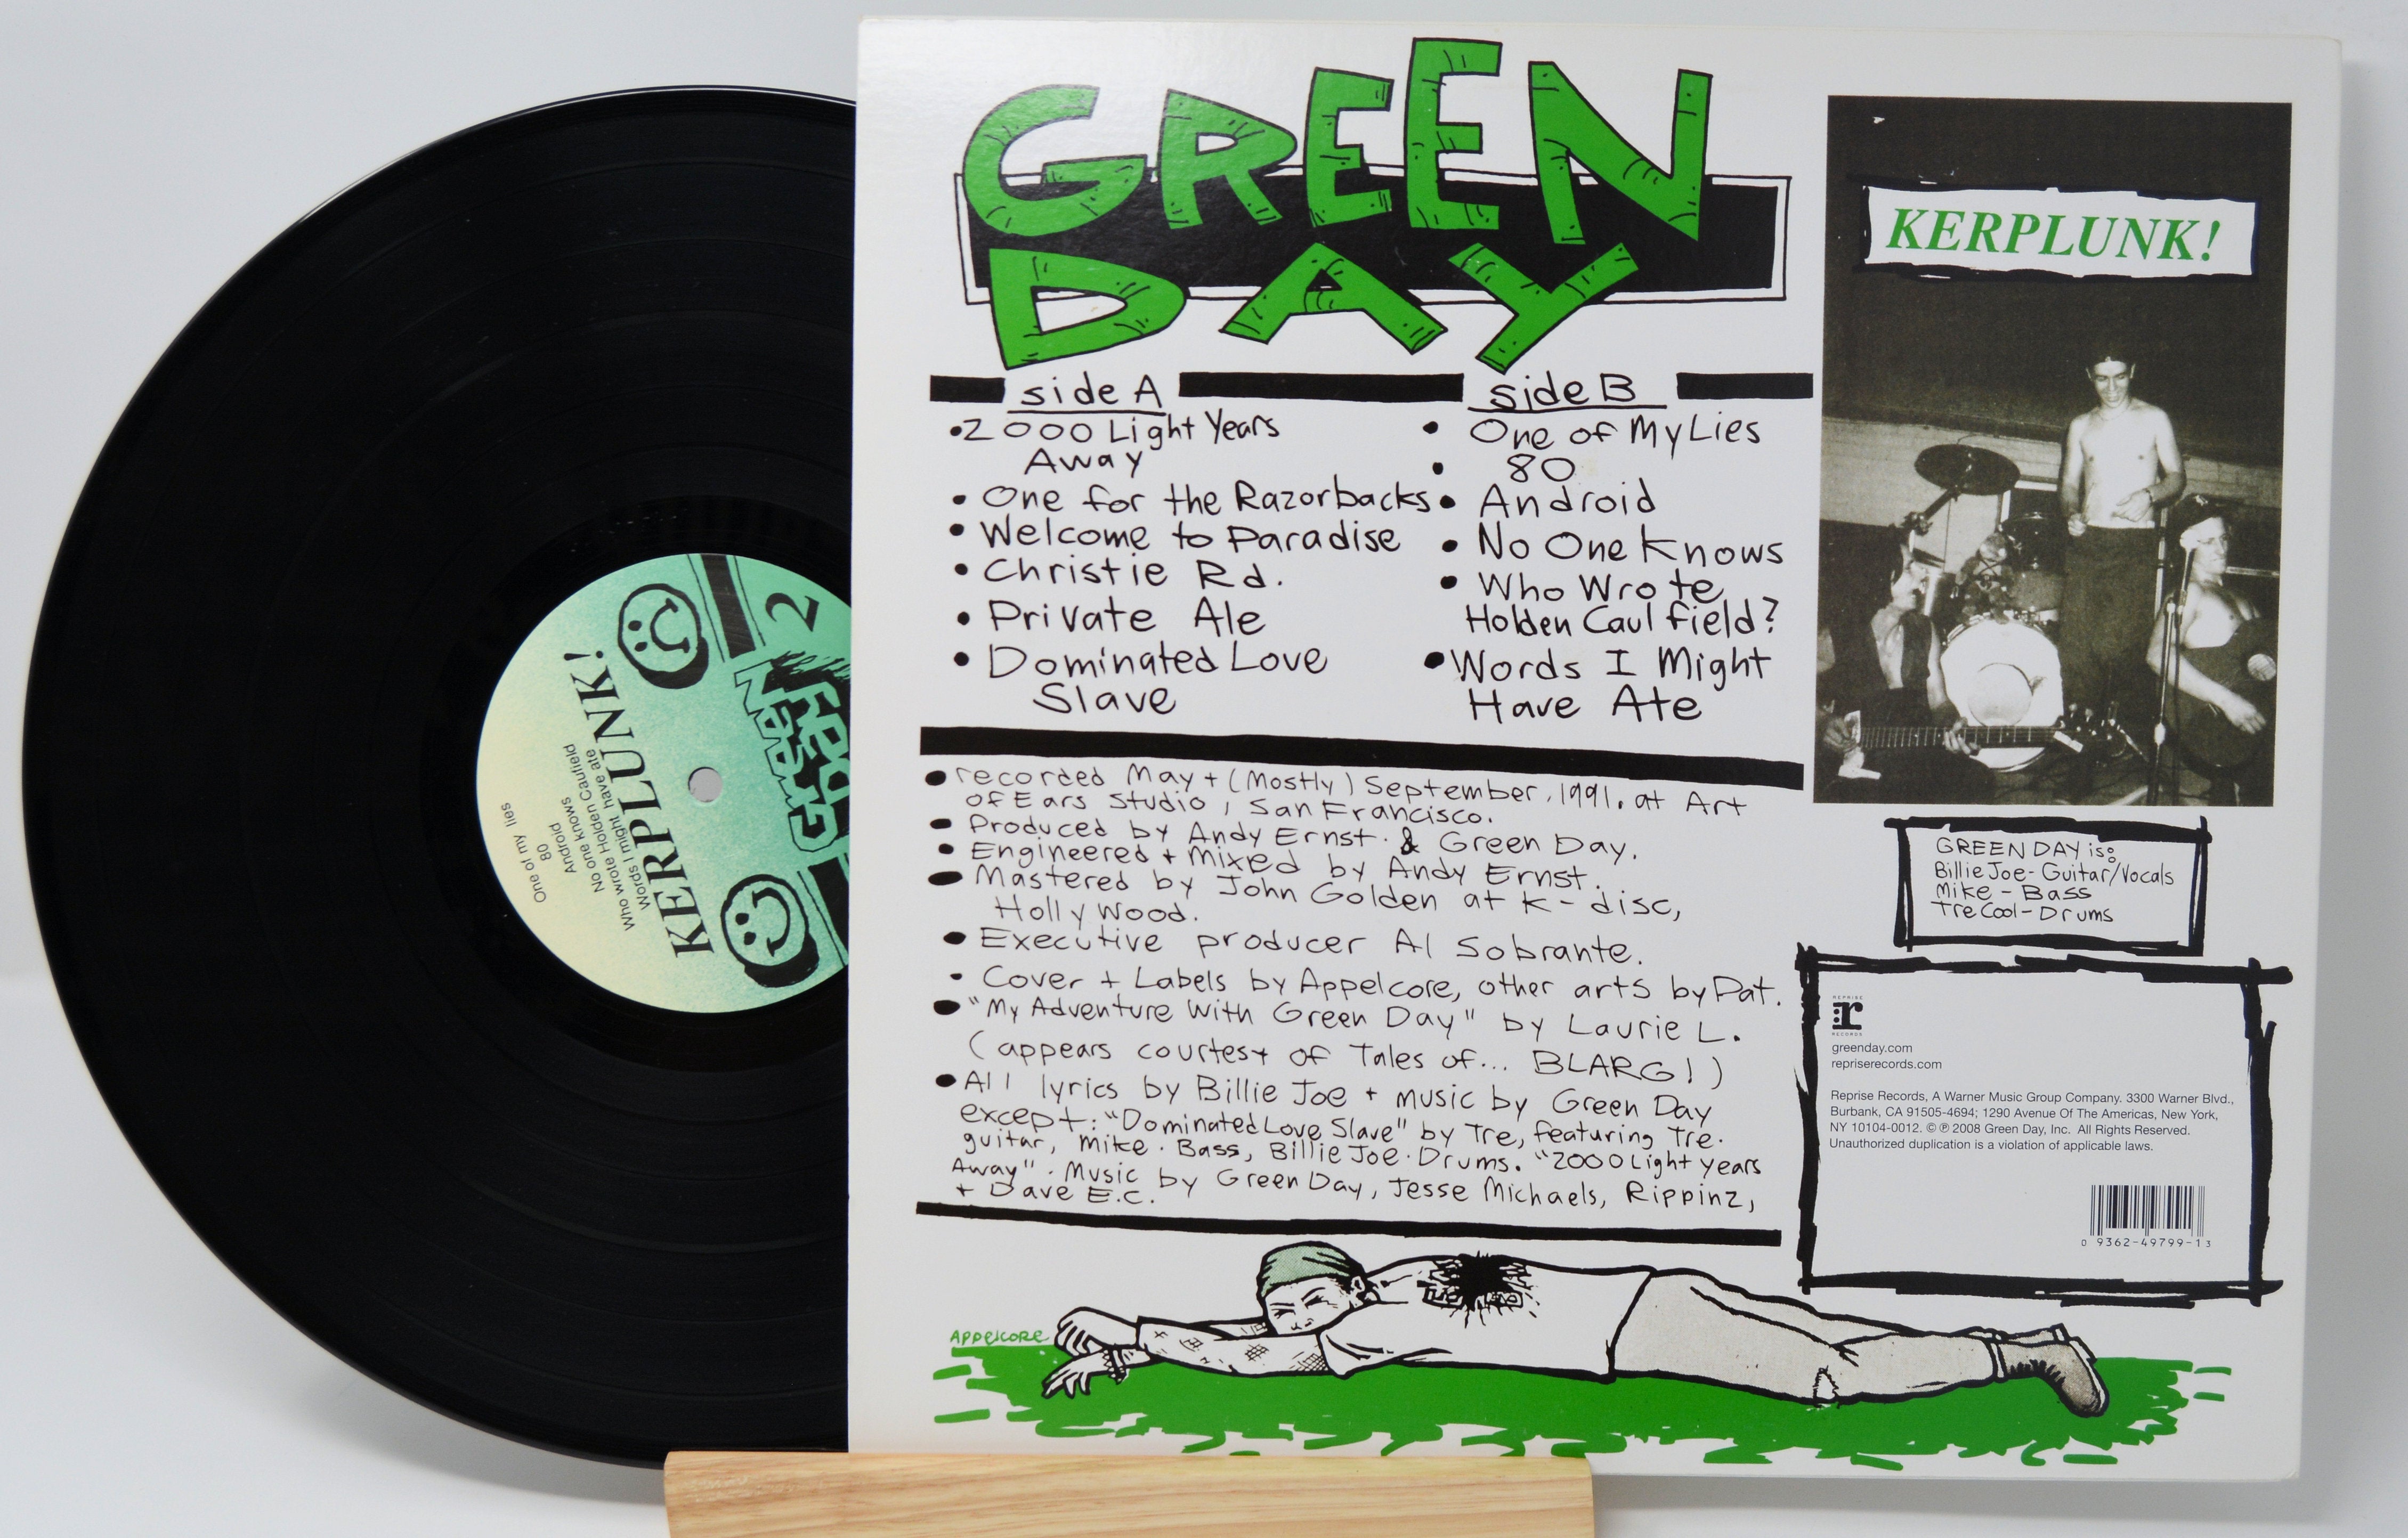 GREEN
DAY
side A
•2000 Light Years
Away
• One for the Razorbacks
• Welcome to Paradise
• Christie Rd.
• Private Ale
• Dominated Love
Slave
side B
• One of My Lies
• 80
• Android
• No One Knows
• Who Wrote
Holden Caulfield?
• Words I Might
Have Ate
• recorded May + (Mostly) September, 1991. at Art
of Ears Studio, San Francisco.
• Produced by Andy Ernst. & Green Day.
• Engineered + mixed by Andy Ernst.
• Mastered by John Golden at K-disc,
Hollywood.
• Executive producer Al Sobrante.
• Cover + Labels by Appelcore, other arts by Pat.
• "My Adventure With Green Day" by Laurie L.
(appears courtesy of Tales of... BLARG!)
• All lyrics by Billie Joe + music by Green Day
except: "Dominated Love Slave" by Tre, featuring Tre.
guitar, Mike. Bass, Billie Joe. Drums. "2000 Light years
Away". Music by Green Day, Jesse Michaels, Rippinz,
+ Dave E.C.
APPELCORE
KERPLUNK!
GREEN DAY is:
Billie Joe- Guitar/Vocals
Mike - Bass
Tre Cool - Drums
REPRISE
r
RECORDS
greenday.com
repriserecords.com
Reprise Records, A Warner Music Group Company. 3300 Warner Blvd.,
Burbank, CA 91505-4694; 1290 Avenue Of The Americas, New York,
NY 10104-0012. © ℗ 2008 Green Day, Inc. All Rights Reserved.
Unauthorized duplication is a violation of applicable laws.
0 9362-49799-1 3
2
Green
Day
KERPLUNK!
One of my lies
80
Android
No one knows
Who wrote Holden Caulfield
Words I might have ate